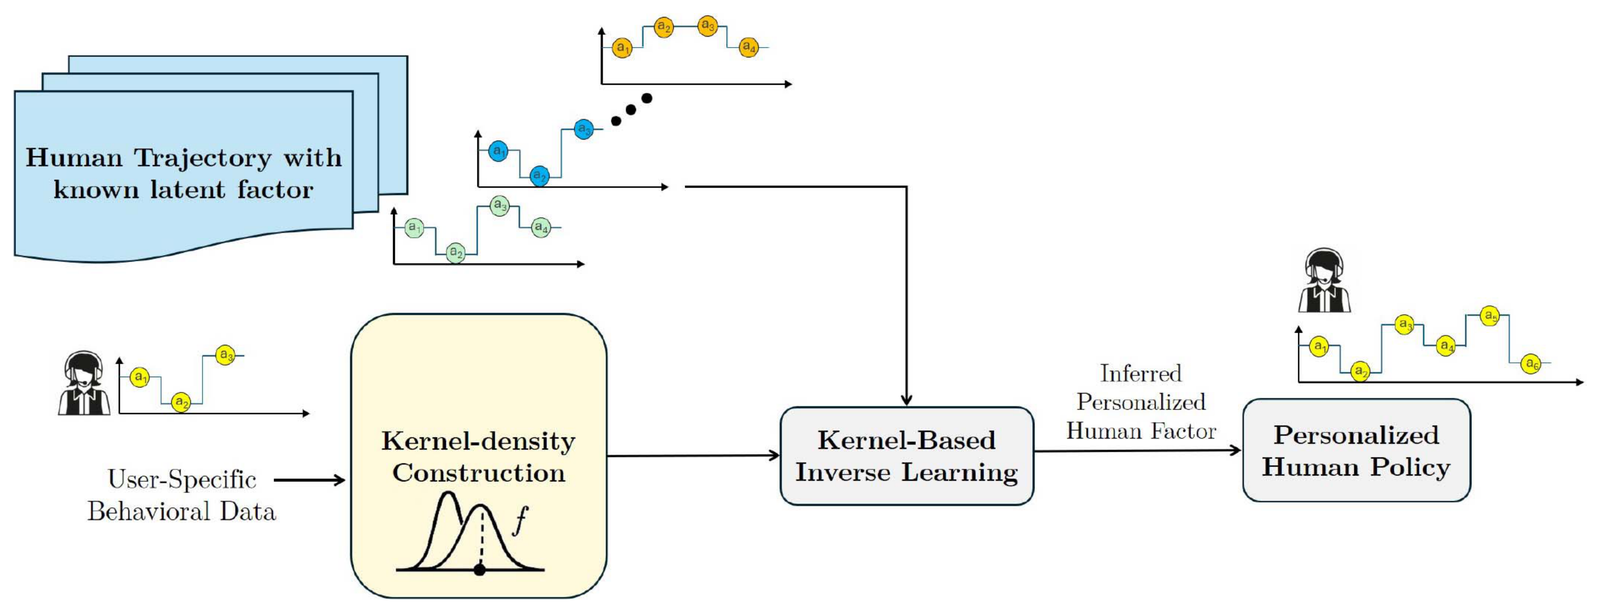 a₁ a₂ a₃ a₄
Human Trajectory with
known latent factor
a₁ a₂ a₃
a₁ a₂ a₃ a₄
a₁ a₂ a₃
User-Specific
Behavioral Data
Kernel-density
Construction
f
Kernel-Based
Inverse Learning
Inferred
Personalized
Human Factor
a₁ a₂ a₃ a₄ a₅ a₆
Personalized
Human Policy